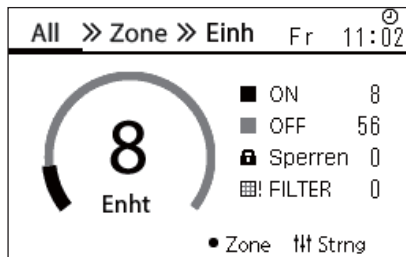 All » Zone » Einh Fr 11:02
8
Enht
ON 8
OFF 56
Sperren 0
! FILTER 0
• Zone Strng